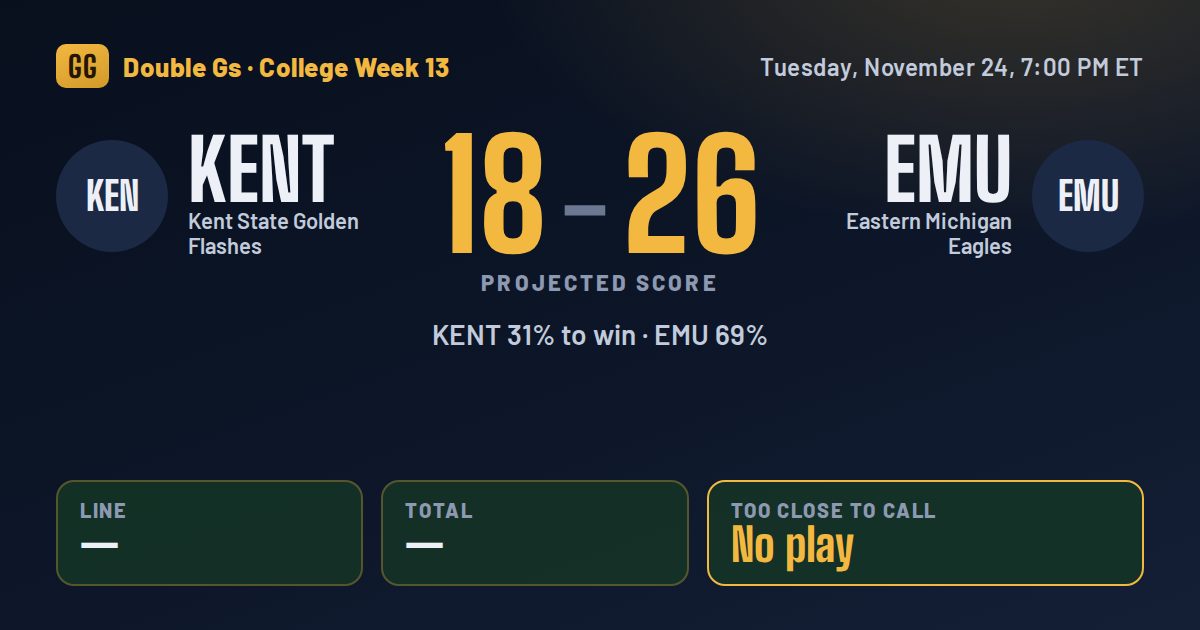 GG Double Gs · College Week 13
Tuesday, November 24, 7:00 PM ET
KEN
KENT
Kent State Golden
Flashes
18 – 26
PROJECTED SCORE
KENT 31% to win · EMU 69%
EMU
Eastern Michigan
Eagles
EMU
LINE
—
TOTAL
—
TOO CLOSE TO CALL
No play